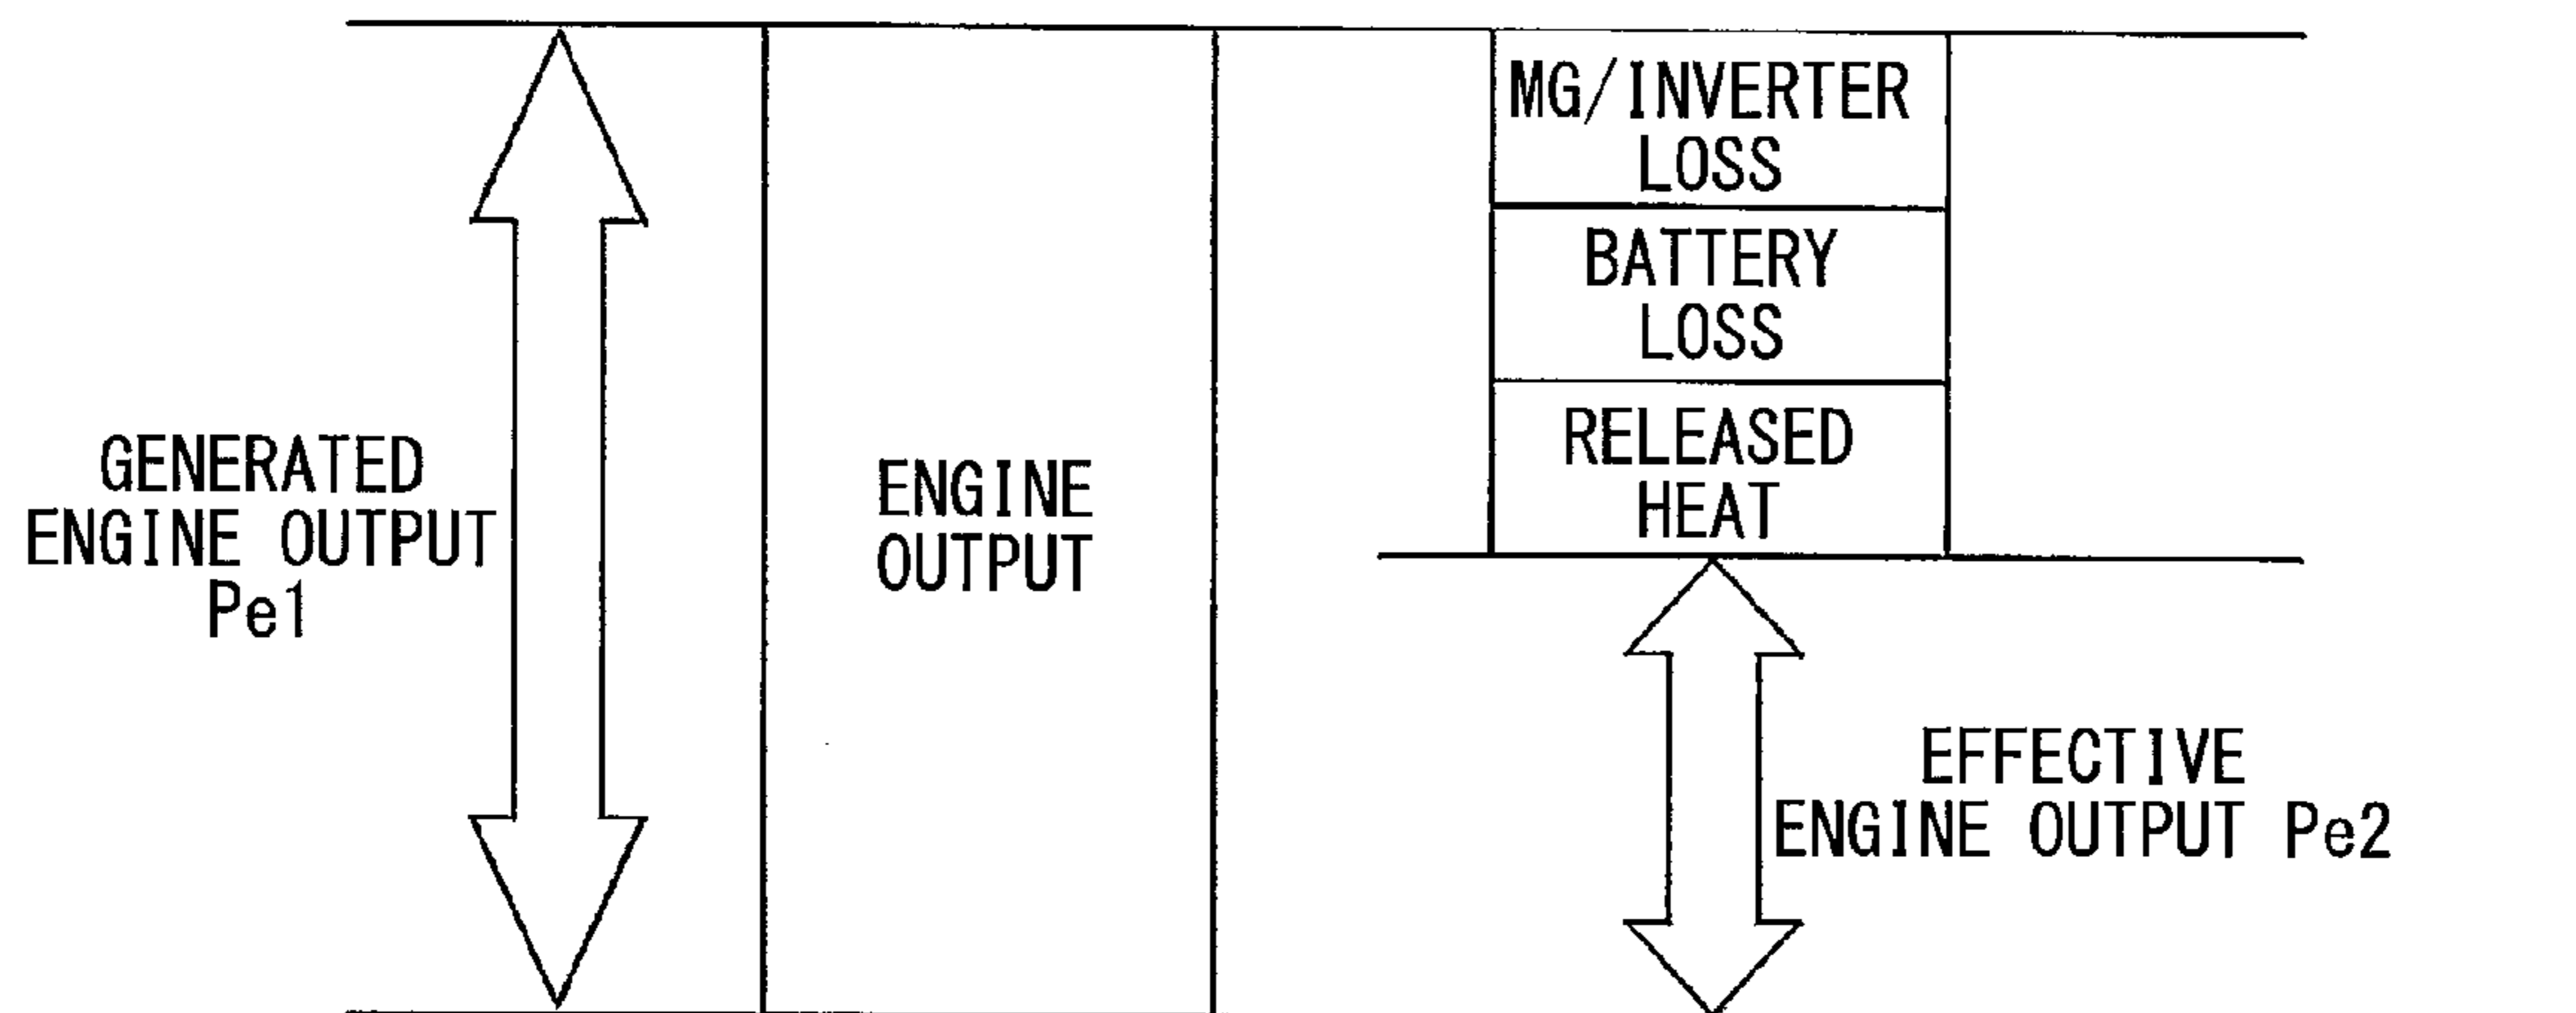 GENERATED
ENGINE OUTPUT
Pe1
ENGINE
OUTPUT
MG/INVERTER
LOSS
BATTERY
LOSS
RELEASED
HEAT
EFFECTIVE
ENGINE OUTPUT Pe2